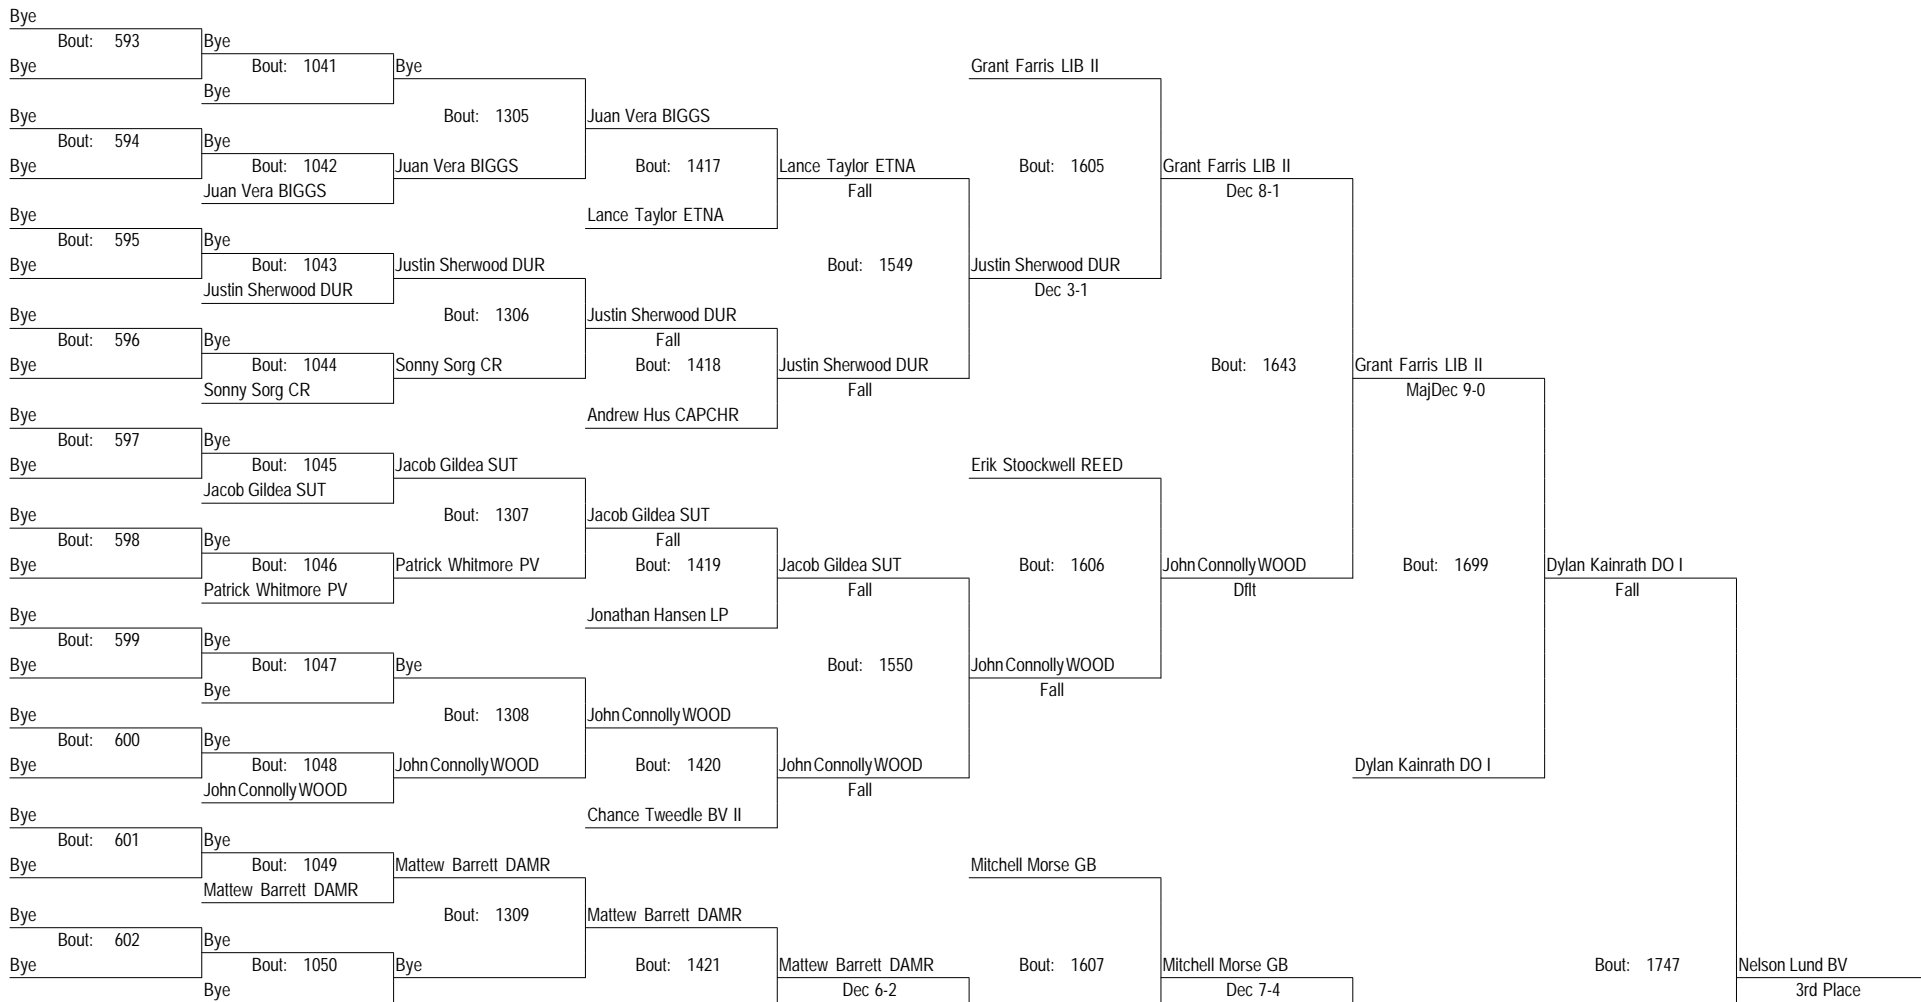 Bye
Bout: 593 Bye
Bye Bout: 1041 Bye Grant Farris LIB II
Bye
Bye Bout: 1305 Juan Vera BIGGS
Bout: 594 Bye
Bye Bout: 1042 Juan Vera BIGGS Bout: 1417 Lance Taylor ETNA Bout: 1605 Grant Farris LIB II
Juan Vera BIGGS Fall Dec 8-1
Bye Lance Taylor ETNA
Bout: 595 Bye
Bye Bout: 1043 Justin Sherwood DUR Bout: 1549 Justin Sherwood DUR
Justin Sherwood DUR Dec 3-1
Bye Bout: 1306 Justin Sherwood DUR
Bout: 596 Bye Fall
Bye Bout: 1044 Sonny Sorg CR Bout: 1418 Justin Sherwood DUR Bout: 1643 Grant Farris LIB II
Sonny Sorg CR Fall MajDec 9-0
Bye Andrew Hus CAPCHR
Bout: 597 Bye
Bye Bout: 1045 Jacob Gildea SUT Erik Stoockwell REED
Jacob Gildea SUT
Bye Bout: 1307 Jacob Gildea SUT
Bout: 598 Bye Fall
Bye Bout: 1046 Patrick Whitmore PV Bout: 1419 Jacob Gildea SUT Bout: 1606 John Connolly WOOD Bout: 1699 Dylan Kainrath DO I
Patrick Whitmore PV Fall Dflt Fall
Bye Jonathan Hansen LP
Bout: 599 Bye
Bye Bout: 1047 Bye Bout: 1550 John Connolly WOOD
Bye Fall
Bye Bout: 1308 John Connolly WOOD
Bout: 600 Bye
Bye Bout: 1048 John Connolly WOOD Bout: 1420 John Connolly WOOD Dylan Kainrath DO I
John Connolly WOOD Fall
Bye Chance Tweedle BV II
Bout: 601 Bye
Bye Bout: 1049 Mattew Barrett DAMR Mitchell Morse GB
Mattew Barrett DAMR
Bye Bout: 1309 Mattew Barrett DAMR
Bout: 602 Bye
Bye Bout: 1050 Bye Bout: 1421 Mattew Barrett DAMR Bout: 1607 Mitchell Morse GB Bout: 1747 Nelson Lund BV
Bye Dec 6-2 Dec 7-4 3rd Place